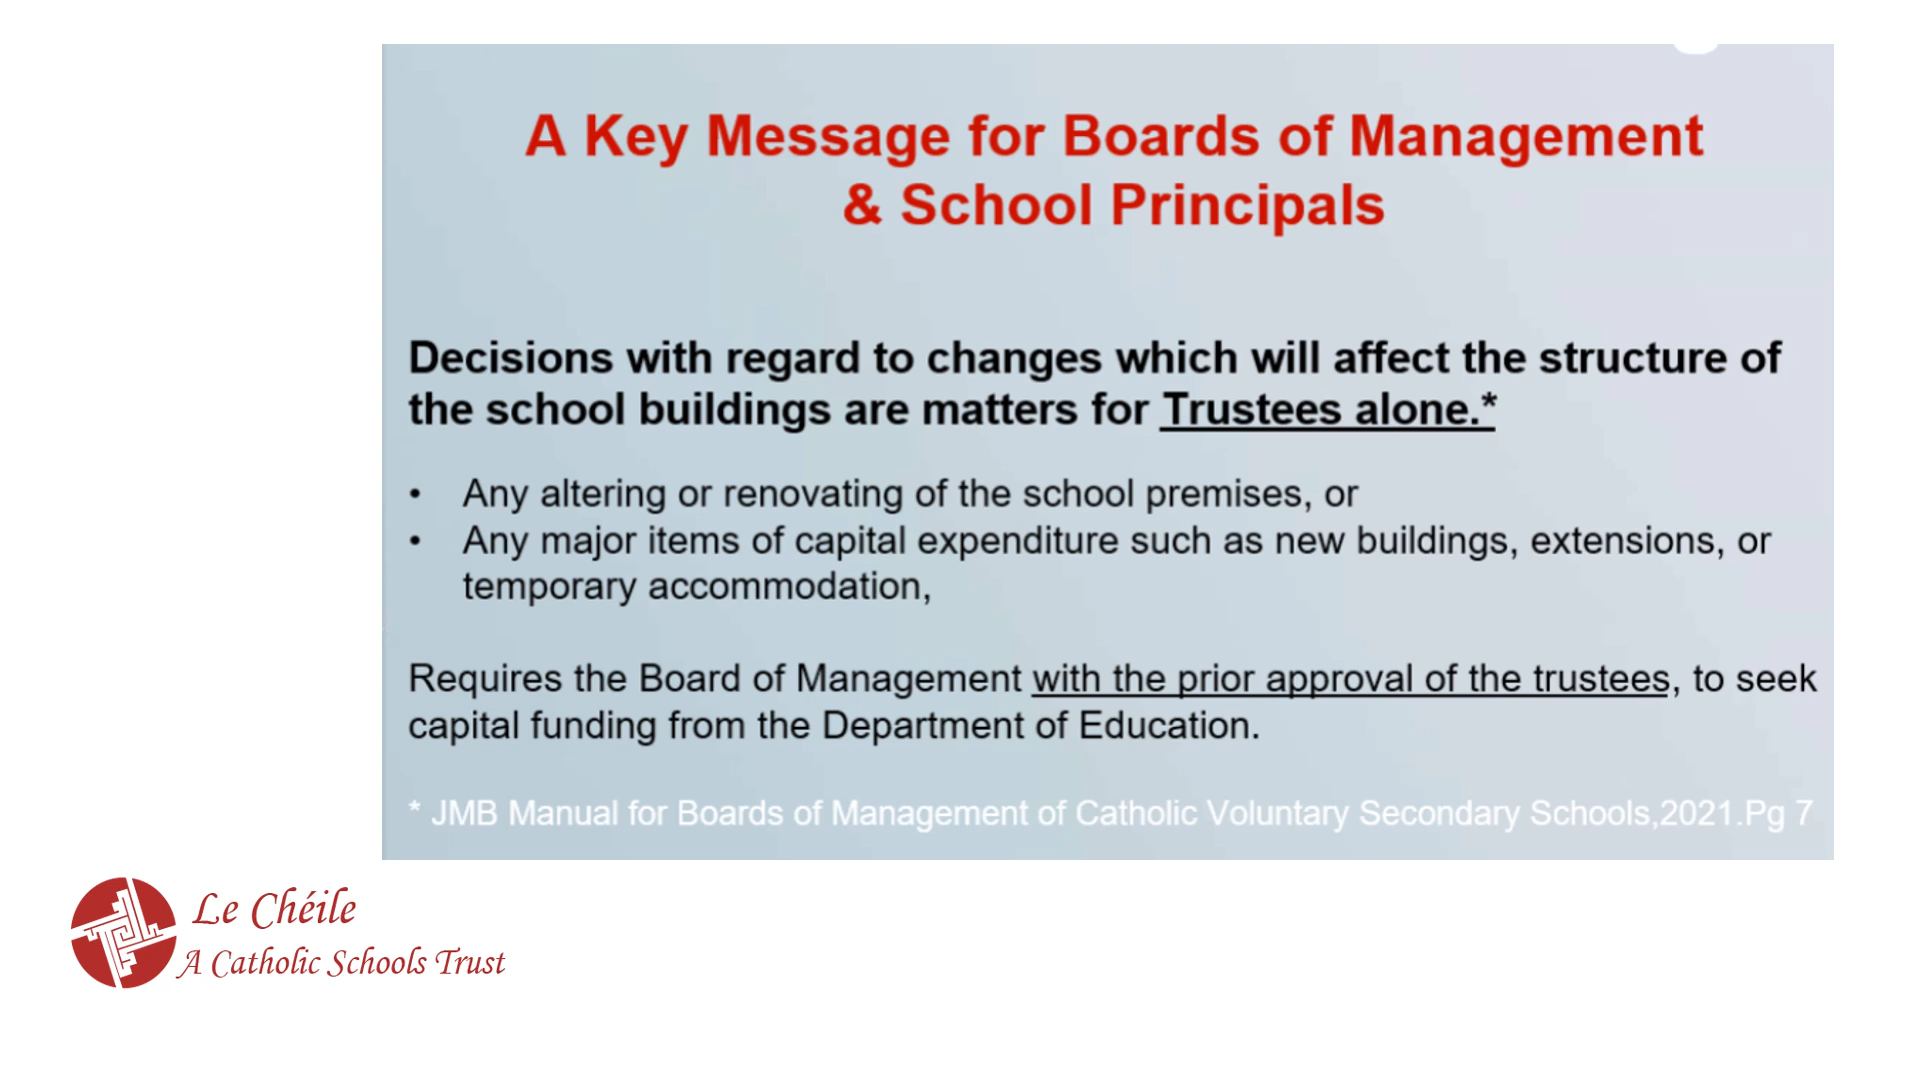 A Key Message for Boards of Management
& School Principals
Decisions with regard to changes which will affect the structure of
the school buildings are matters for Trustees alone.*
• Any altering or renovating of the school premises, or
• Any major items of capital expenditure such as new buildings, extensions, or
temporary accommodation,
Requires the Board of Management with the prior approval of the trustees, to seek
capital funding from the Department of Education.
* JMB Manual for Boards of Management of Catholic Voluntary Secondary Schools,2021.Pg 7
Le Chéile
A Catholic Schools Trust